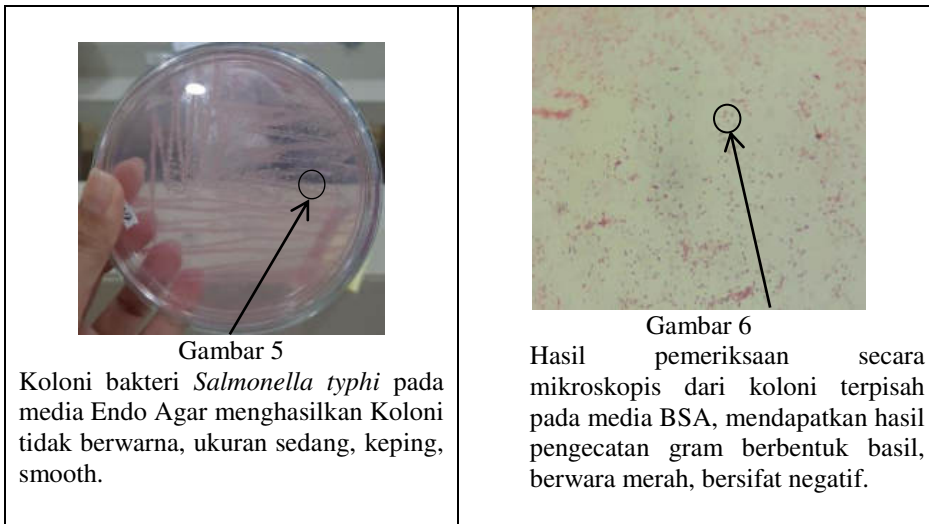 Gambar 5
Koloni bakteri Salmonella typhi pada
media Endo Agar menghasilkan Koloni
tidak berwarna, ukuran sedang, keping,
smooth.
Gambar 6
Hasil pemeriksaan secara
mikroskopis dari koloni terpisah
pada media BSA, mendapatkan hasil
pengecatan gram berbentuk basil,
berwara merah, bersifat negatif.